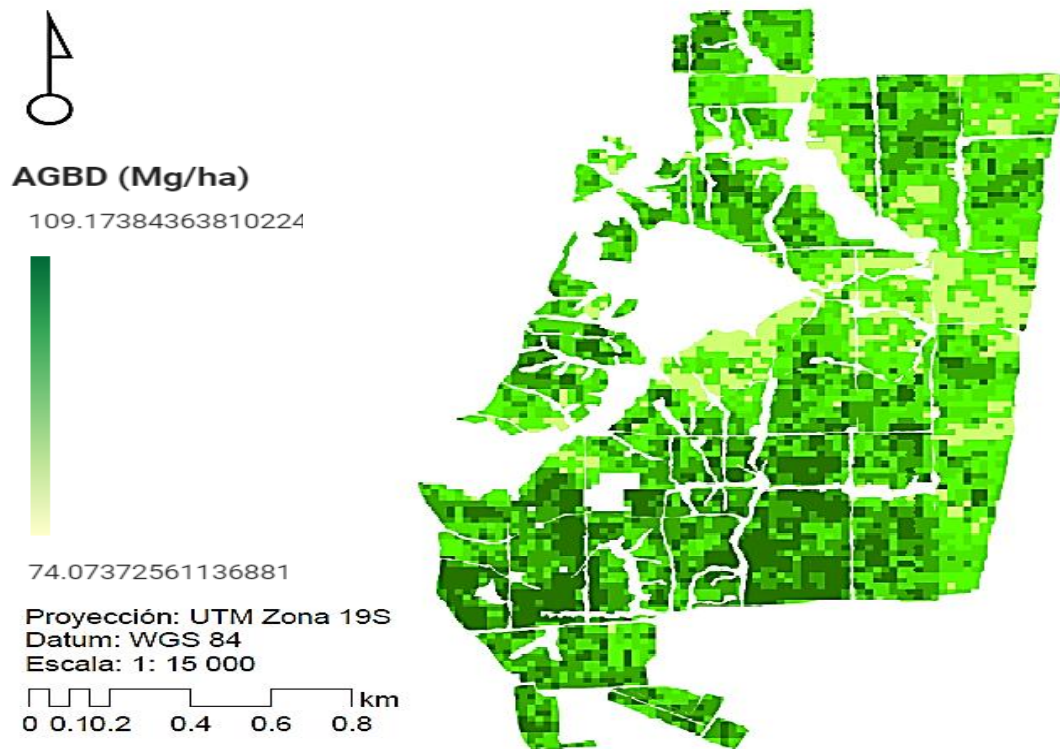 AGBD (Mg/ha)
109.17384363810224
74.07372561136881
Proyección: UTM Zona 19S
Datum: WGS 84
Escala: 1: 15 000
km
0 0.10.2 0.4 0.6 0.8